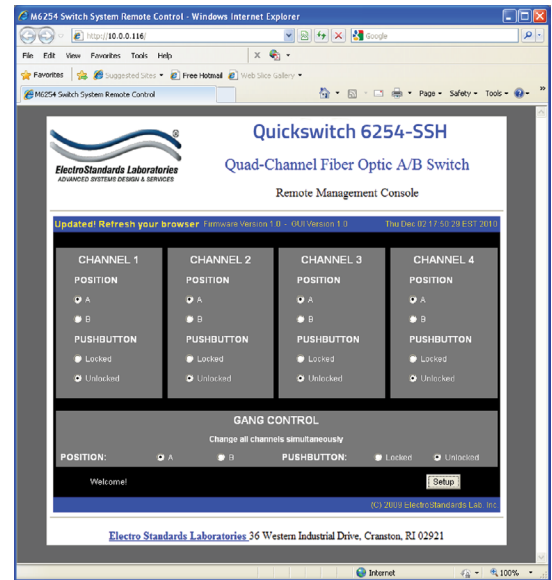 M6254 Switch System Remote Control - Windows Internet Explorer
http://10.0.0.116/
Google
File Edit View Favorites Tools Help
Favorites Suggested Sites Free Hotmail Web Slice Gallery
M6254 Switch System Remote Control
Page Safety Tools
Quickswitch 6254-SSH
Quad-Channel Fiber Optic A/B Switch
Remote Management Console
ElectroStandards Laboratories
ADVANCED SYSTEMS DESIGN & SERVICES
Updated! Refresh your browser Firmware Version 1.0 - GUI Version 1.0 Thu Dec 02 17:50:29 EST 2010
CHANNEL 1 CHANNEL 2 CHANNEL 3 CHANNEL 4
POSITION POSITION POSITION POSITION
A A A A
B B B B
PUSHBUTTON PUSHBUTTON PUSHBUTTON PUSHBUTTON
Locked Locked Locked Locked
Unlocked Unlocked Unlocked Unlocked
GANG CONTROL
Change all channels simultaneously
POSITION: A B PUSHBUTTON: Locked Unlocked
Welcome! Setup
(C) 2009 ElectroStandards Lab. Inc
Electro Standards Laboratories 36 Western Industrial Drive, Cranston, RI 02921
Internet 100%